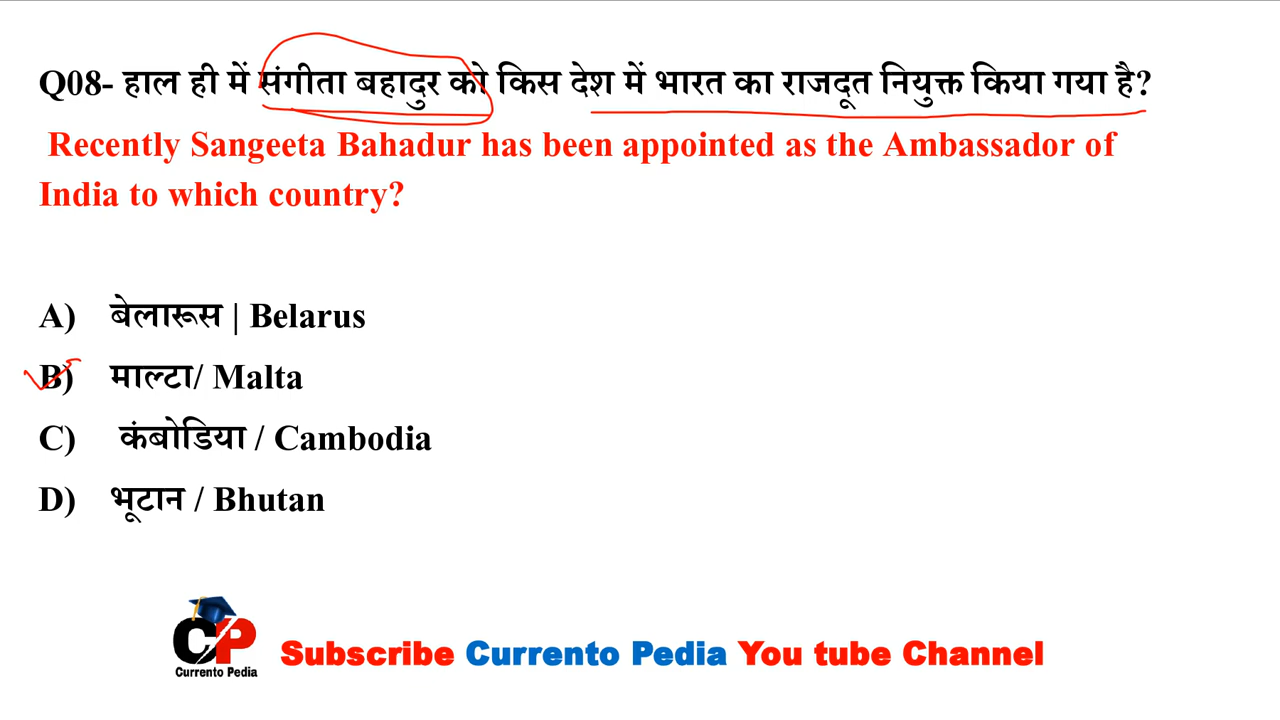 Q08- हाल ही में संगीता बहादुर को किस देश में भारत का राजदूत नियुक्त किया गया है?
Recently Sangeeta Bahadur has been appointed as the Ambassador of
India to which country?
A) बेलारूस | Belarus
B) माल्टा/ Malta
C) कंबोडिया / Cambodia
D) भूटान / Bhutan
CP
Currento Pedia
Subscribe Currento Pedia You tube Channel